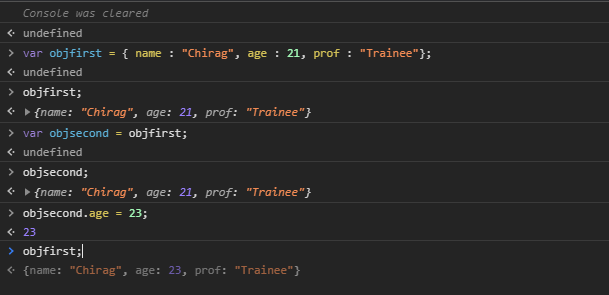 Console was cleared
undefined
var objfirst = { name : "Chirag", age : 21, prof : "Trainee"};
undefined
objfirst;
{name: "Chirag", age: 21, prof: "Trainee"}
var objsecond = objfirst;
undefined
objsecond;
{name: "Chirag", age: 21, prof: "Trainee"}
objsecond.age = 23;
23
objfirst;
{name: "Chirag", age: 23, prof: "Trainee"}